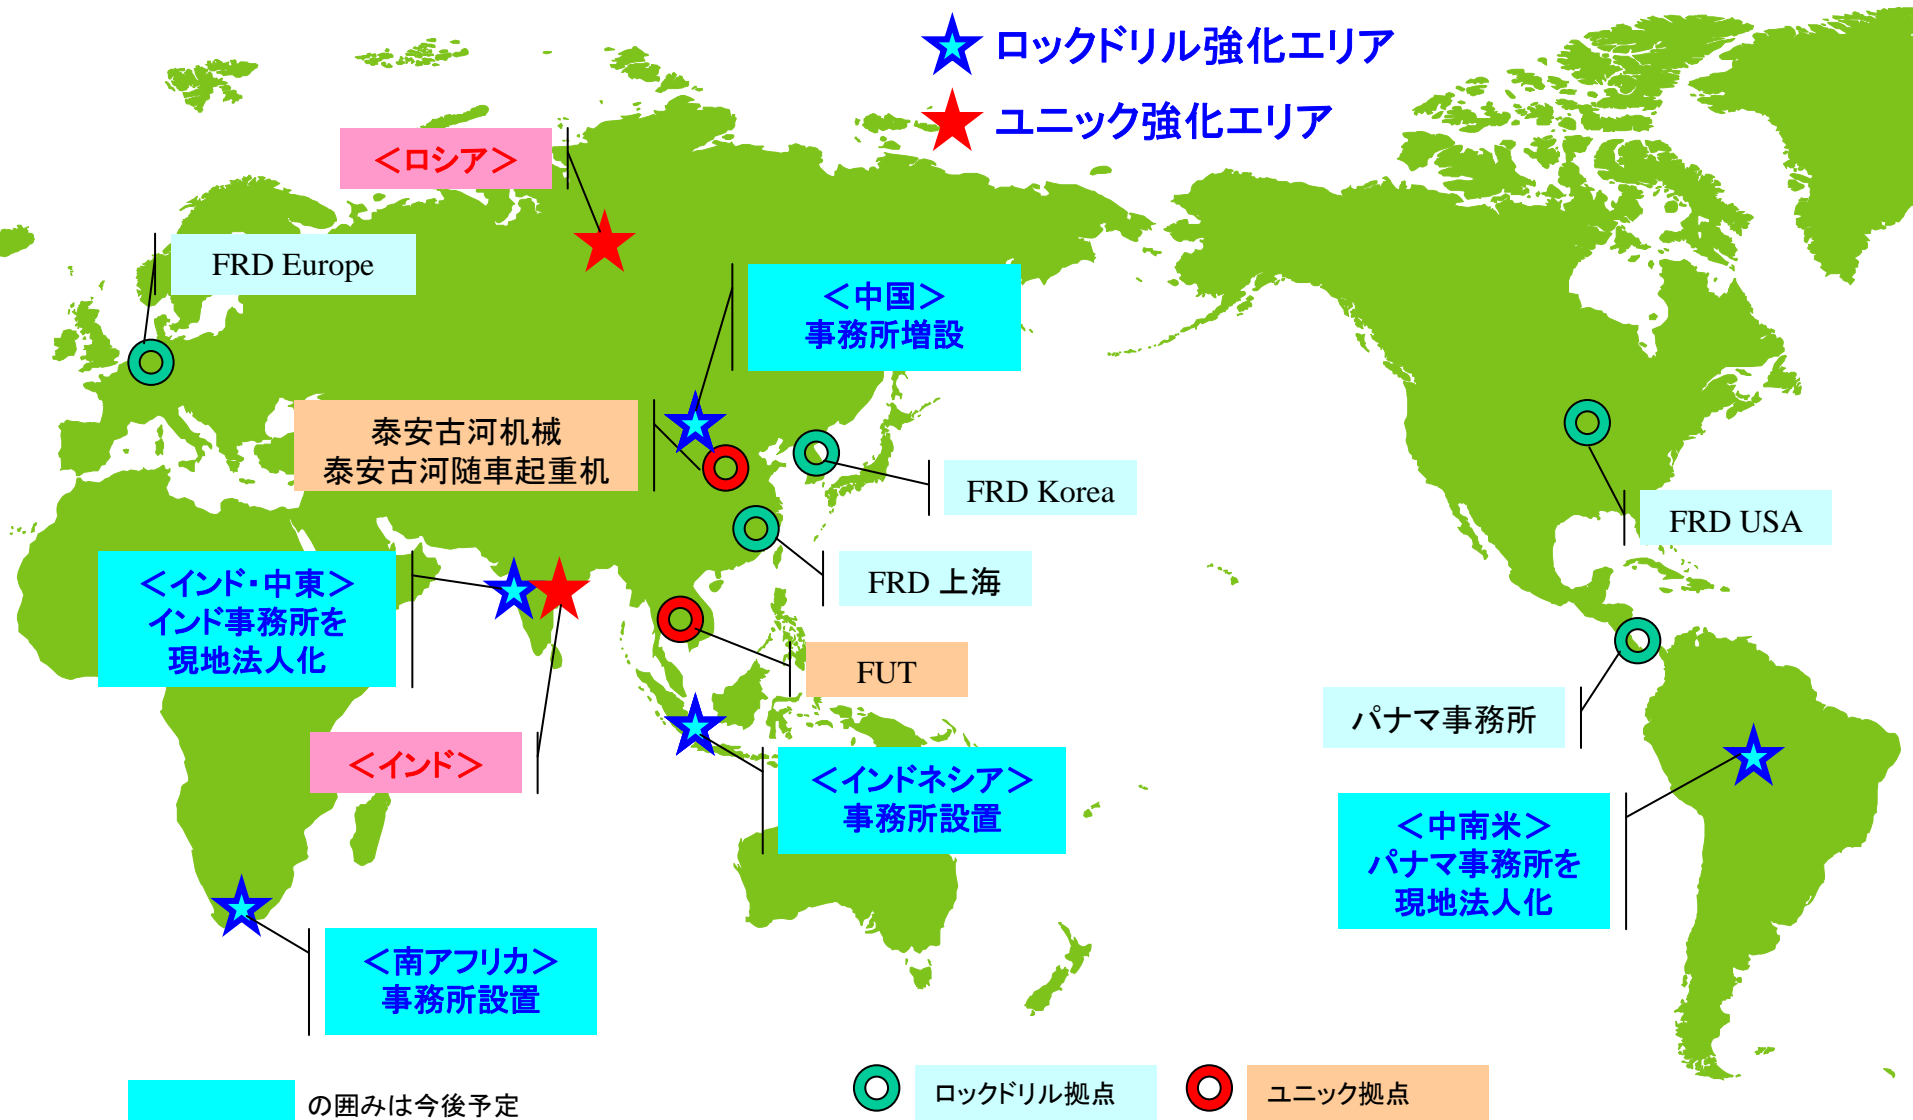 ロックドリル強化エリア
ユニック強化エリア
＜ロシア＞
FRD Europe
＜中国＞
事務所増設
泰安古河机械
泰安古河随車起重机
FRD Korea
FRD USA
FRD 上海
＜インド・中東＞
インド事務所を
現地法人化
FUT
パナマ事務所
＜インド＞
＜インドネシア＞
事務所設置
＜中南米＞
パナマ事務所を
現地法人化
＜南アフリカ＞
事務所設置
の囲みは今後予定
ロックドリル拠点
ユニック拠点